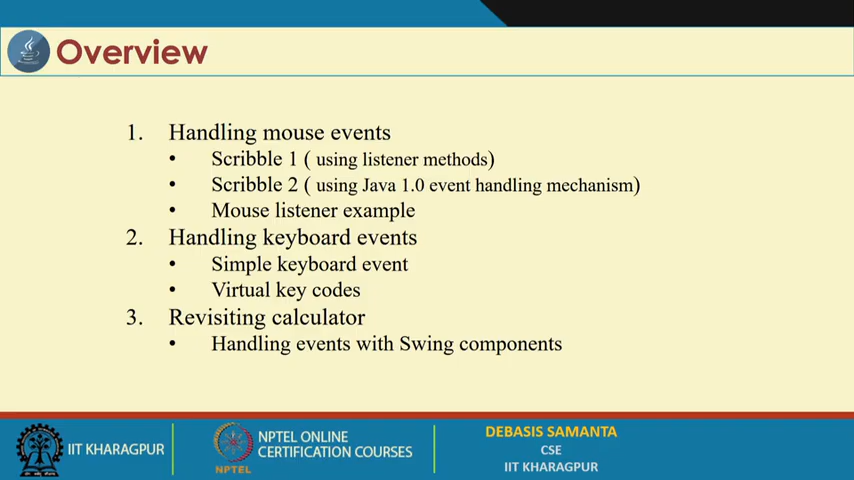 Overview
1. Handling mouse events
• Scribble 1 ( using listener methods)
• Scribble 2 ( using Java 1.0 event handling mechanism)
• Mouse listener example
2. Handling keyboard events
• Simple keyboard event
• Virtual key codes
3. Revisiting calculator
• Handling events with Swing components
IIT KHARAGPUR
NPTEL
NPTEL ONLINE
CERTIFICATION COURSES
DEBASIS SAMANTA
CSE
IIT KHARAGPUR